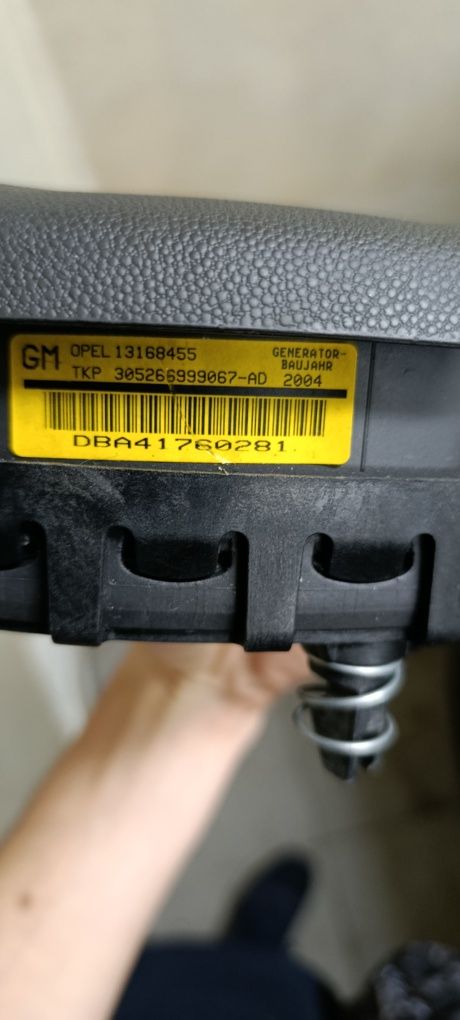 GM OPEL 13168455 GENERATOR-
BAUJAHR
TKP 305266999067-AD 2004
DBA41760281.